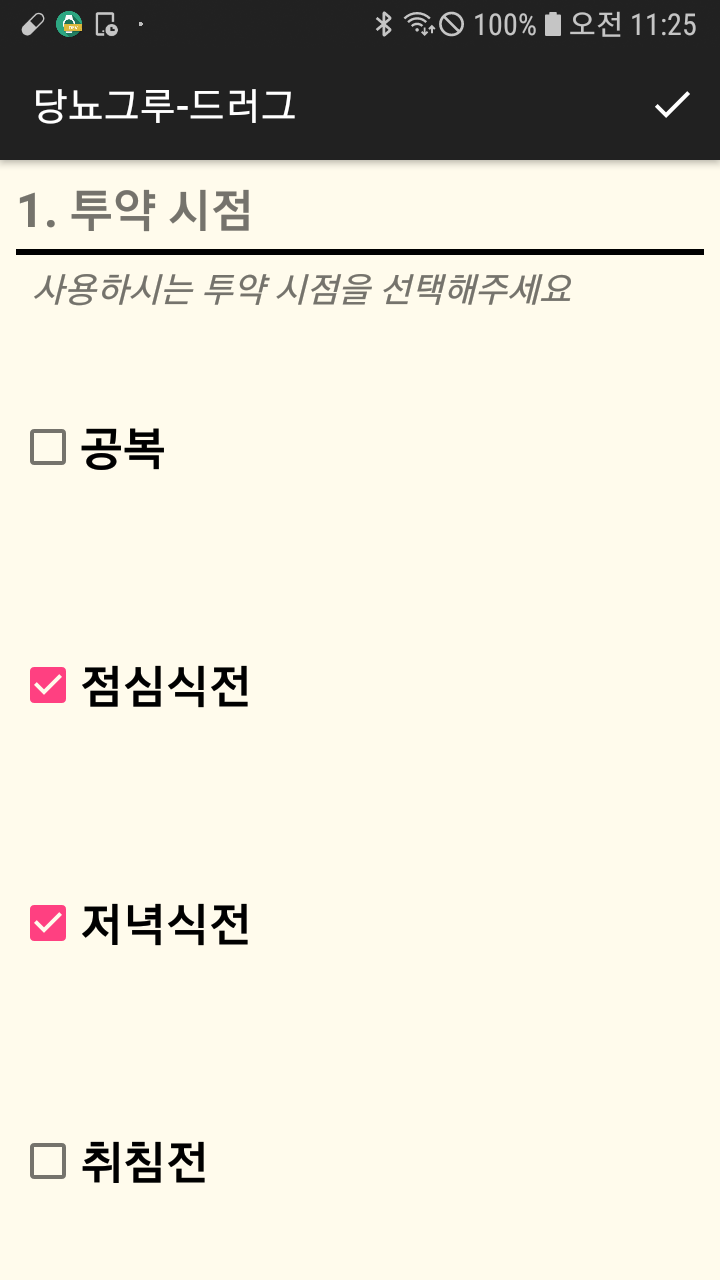 100% 오전 11:25
당뇨그루-드러그
1. 투약 시점
사용하시는 투약 시점을 선택해주세요
공복
점심식전
저녁식전
취침전